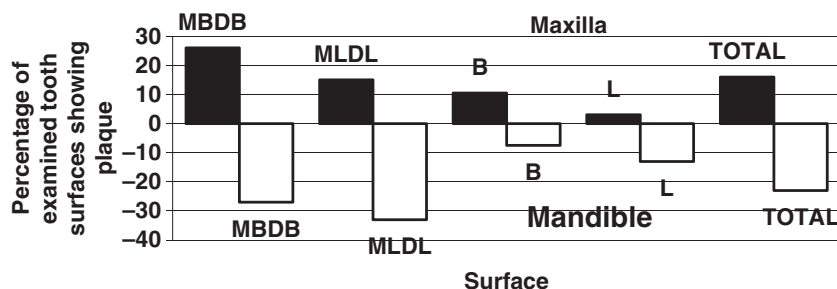 Percentage of
examined tooth
surfaces showing
plaque
30
20
10
0
−10
−20
−30
−40
Maxilla
MBDB
MLDL
B
L
TOTAL
MBDB
MLDL
B
L
TOTAL
Mandible
Surface